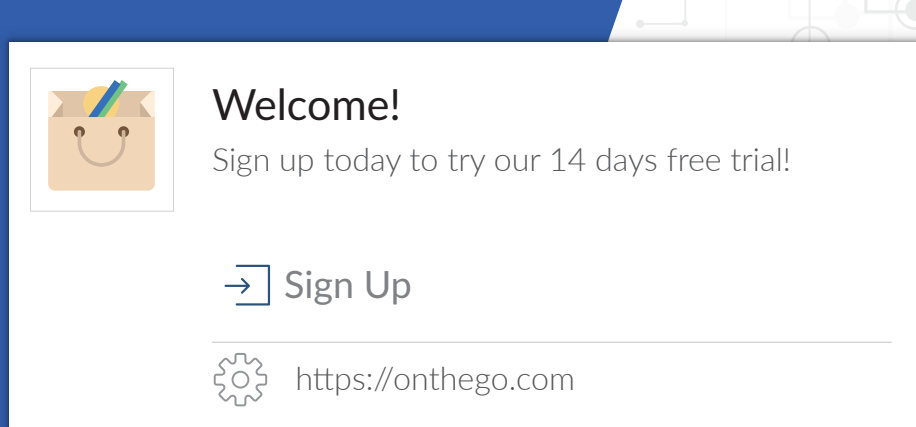 Welcome!
Sign up today to try our 14 days free trial!
Sign Up
https://onthego.com